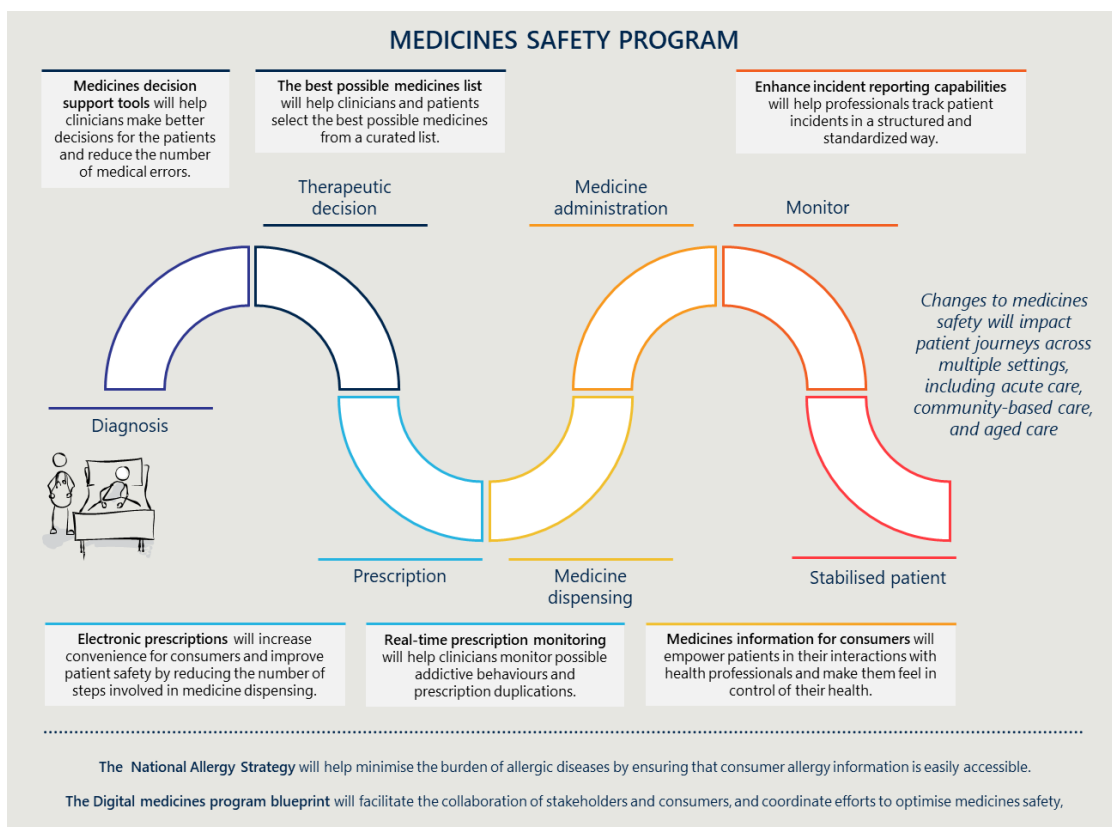 MEDICINES SAFETY PROGRAM
Medicines decision
support tools will help
clinicians make better
decisions for the patients
and reduce the number
of medical errors.
The best possible medicines list
will help clinicians and patients
select the best possible medicines
from a curated list.
Enhance incident reporting capabilities
will help professionals track patient
incidents in a structured and
standardized way.
Therapeutic
decision
Medicine
administration
Monitor
Changes to medicines
safety will impact
patient journeys across
multiple settings,
including acute care,
community-based care,
and aged care
Diagnosis
Prescription
Medicine
dispensing
Stabilised patient
Electronic prescriptions will increase
convenience for consumers and improve
patient safety by reducing the number of
steps involved in medicine dispensing.
Real-time prescription monitoring
will help clinicians monitor possible
addictive behaviours and
prescription duplications.
Medicines information for consumers will
empower patients in their interactions with
health professionals and make them feel in
control of their health.
The National Allergy Strategy will help minimise the burden of allergic diseases by ensuring that consumer allergy information is easily accessible.
The Digital medicines program blueprint will facilitate the collaboration of stakeholders and consumers, and coordinate efforts to optimise medicines safety,